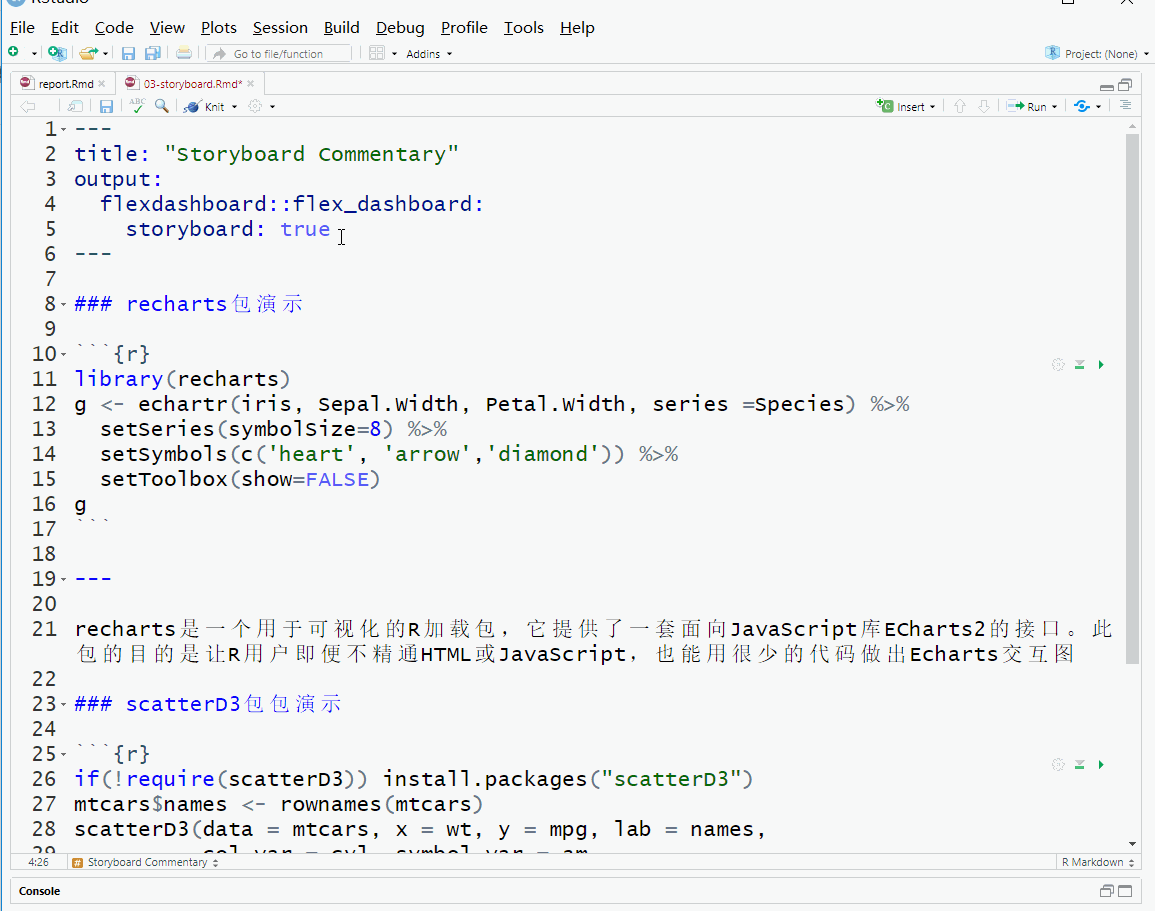 RStudio
File Edit Code View Plots Session Build Debug Profile Tools Help
Go to file/function Addins Project: (None)
report.Rmd 03-storyboard.Rmd*
ABC Knit Insert Run
1 ---
2 title: "Storyboard Commentary"
3 output:
4   flexdashboard::flex_dashboard:
5     storyboard: true
6 ---
7
8 ### recharts包演示
9
10 ```{r}
11 library(recharts)
12 g <- echartr(iris, Sepal.Width, Petal.Width, series =Species) %>%
13   setSeries(symbolSize=8) %>%
14   setSymbols(c('heart', 'arrow','diamond')) %>%
15   setToolbox(show=FALSE)
16 g
17 ```
18
19 ---
20
21 recharts是一个用于可视化的R加载包，它提供了一套面向JavaScript库ECharts2的接口。此
包的目的是让R用户即便不精通HTML或JavaScript，也能用很少的代码做出Echarts交互图
22
23 ### scatterD3包包演示
24
25 ```{r}
26 if(!require(scatterD3)) install.packages("scatterD3")
27 mtcars$names <- rownames(mtcars)
28 scatterD3(data = mtcars, x = wt, y = mpg, lab = names,
29           col_var = cyl, symbol_var = am,
4:26 # Storyboard Commentary R Markdown
Console